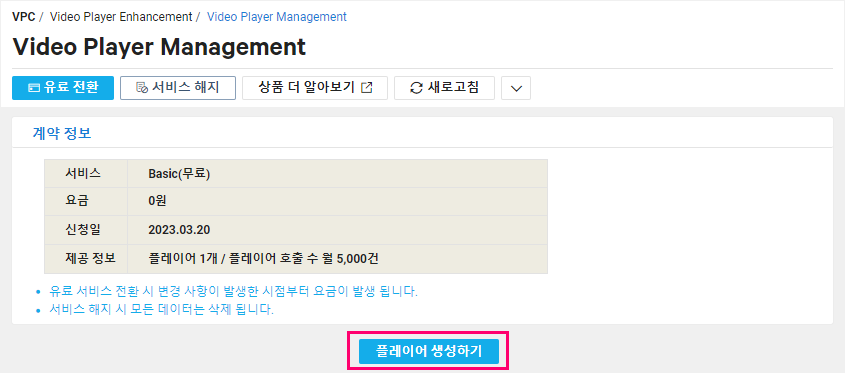 VPC / Video Player Enhancement / Video Player Management
Video Player Management
유료 전환 서비스 해지 상품 더 알아보기 새로고침
계약 정보
서비스 Basic(무료)
요금 0원
신청일 2023.03.20
제공 정보 플레이어 1개 / 플레이어 호출 수 월 5,000건
유료 서비스 전환 시 변경 사항이 발생한 시점부터 요금이 발생 됩니다.
서비스 해지 시 모든 데이터는 삭제 됩니다.
플레이어 생성하기